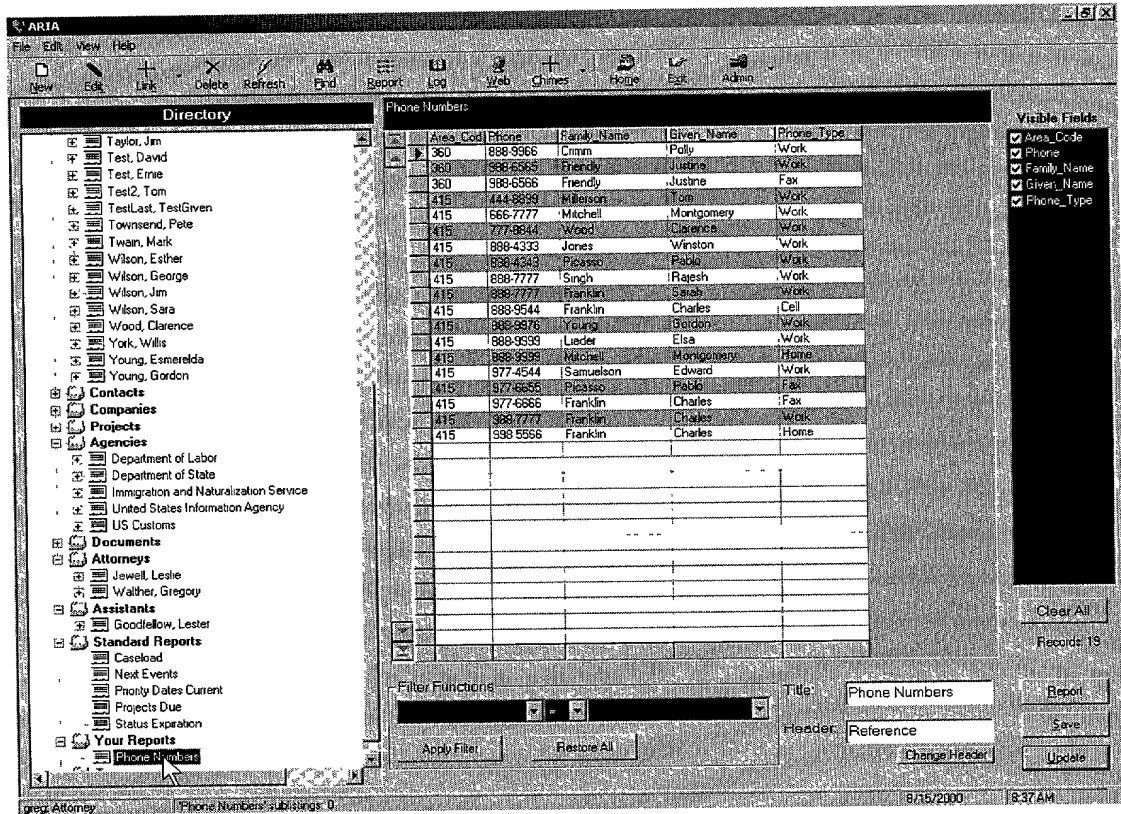 ARIA
File Edit View Help
New Edit Link Delete Refresh Find Report Log Web Chimes Home Exit Admin
Directory
Taylor, Jim
Test, David
Test, Ernie
Test2, Tom
TestLast, TestGiven
Townsend, Pete
Twain, Mark
Wilson, Esther
Wilson, George
Wilson, Jim
Wilson, Sara
Wood, Clarence
York, Willis
Young, Esmerelda
Young, Gordon
Contacts
Companies
Projects
Agencies
Department of Labor
Department of State
Immigration and Naturalization Service
United States Information Agency
US Customs
Documents
Attorneys
Jewell, Leslie
Walther, Gregory
Assistants
Goodfellow, Lester
Standard Reports
Caseload
Next Events
Priority Dates Current
Projects Due
Status Expiration
Your Reports
Phone Numbers
Phone Numbers
Area_Cod Phone Family_Name Given_Name Phone_Type
360 888-9966 Crimm Polly Work
360 988-6565 Friendly Justine Work
360 988-6566 Friendly Justine Fax
415 444-8899 Millerson Tom Work
415 666-7777 Mitchell Montgomery Work
415 777-8844 Wood Clarence Work
415 888-4333 Jones Winston Work
415 Picasso Pablo Work
415 888-7777 Singh Rajesh Work
415 Franklin Sarah Work
415 888-9544 Franklin Charles Cell
415 888-9976 Young Gordon Work
415 888-9999 Lieder Elsa Work
415 888-9999 Mitchell Montgomery Home
415 977-4544 Samuelson Edward Work
415 977-6655 Picasso Pablo Fax
415 977-6666 Franklin Charles Fax
415 Franklin Charles Work
415 998 5566 Franklin Charles Home
Visible Fields
Area_Code
Phone
Family_Name
Given_Name
Phone_Type
Clear All
Records: 19
Filter Functions
=
Apply Filter Restore All
Title: Phone Numbers
Header: Reference
Change Header
Report
Save
Update
greg: Attorney 'Phone Numbers' sublistings: 0 8/15/2000 8:37 AM